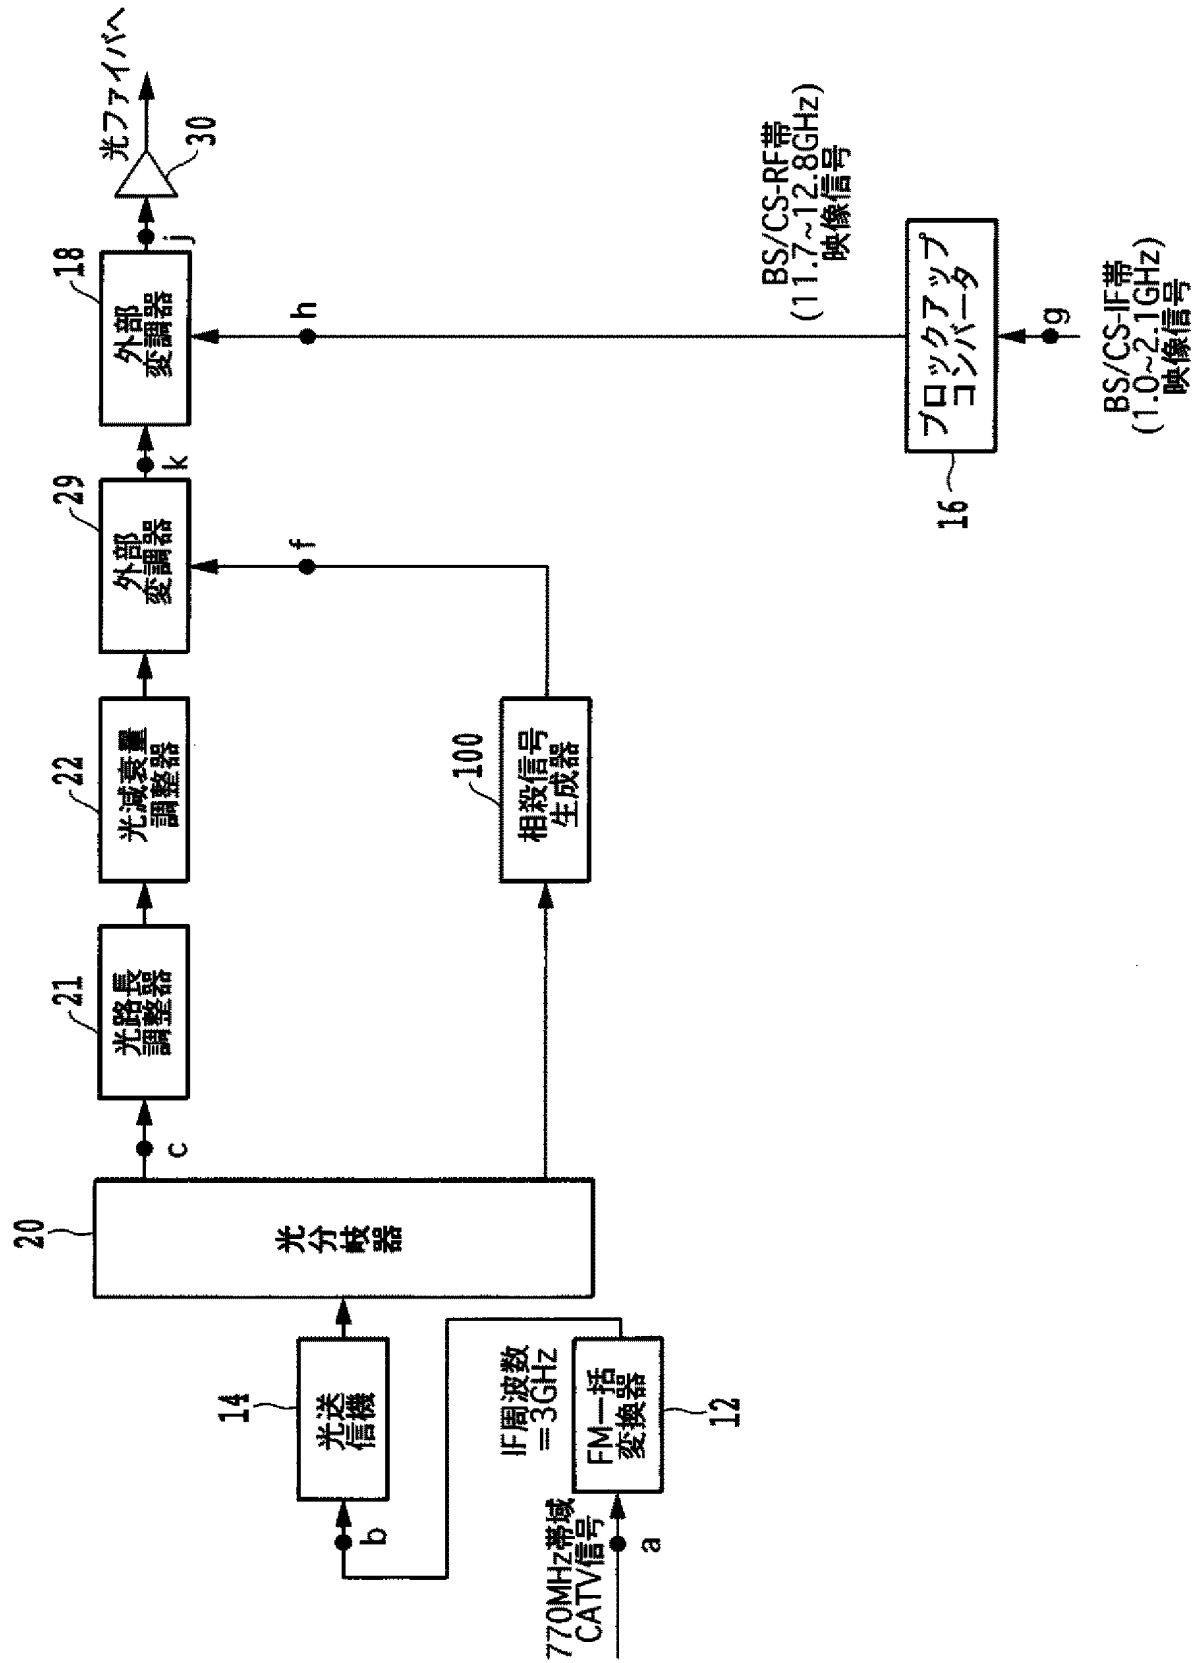 光ファイバへ
30
j
18
外部
変調器
h
k
29
外部
変調器
f
22
光減衰量
調整器
21
光路長
調整器
c
20
光分岐器
100
相殺信号
生成器
14
光送
信機
b
IF周波数
=3GHz
FM一括
変換器
12
770MHz帯域
CATV信号
a
BS/CS-RF帯
(11.7~12.8GHz)
映像信号
ブロックアップ
コンバータ
16
g
BS/CS-IF帯
(1.0~2.1GHz)
映像信号